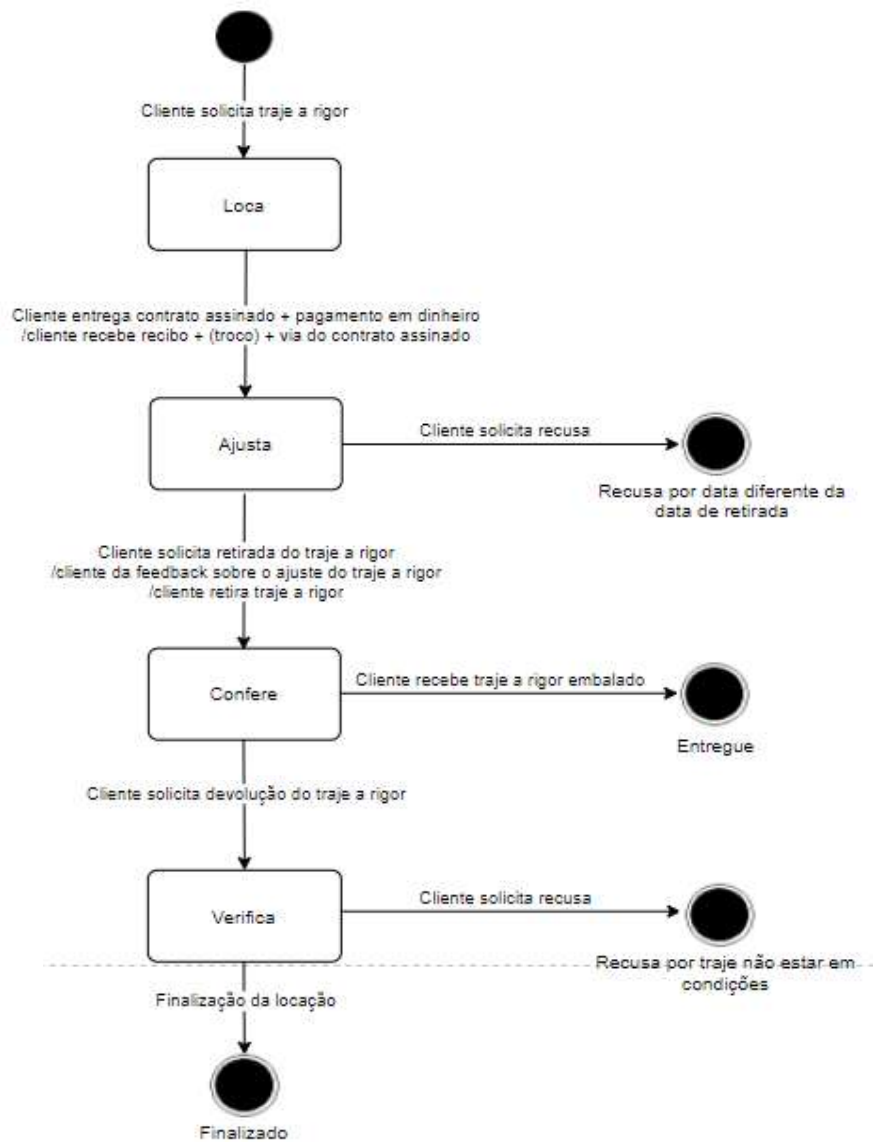 Cliente solicita traje a rigor
Loca
Cliente entrega contrato assinado + pagamento em dinheiro
/cliente recebe recibo + (troco) + via do contrato assinado
Ajusta
Cliente solicita recusa
Recusa por data diferente da
data de retirada
Cliente solicita retirada do traje a rigor
/cliente da feedback sobre o ajuste do traje a rigor
/cliente retira traje a rigor
Confere
Cliente recebe traje a rigor embalado
Entregue
Cliente solicita devolução do traje a rigor
Verifica
Cliente solicita recusa
Recusa por traje não estar em
condições
Finalização da locação
Finalizado